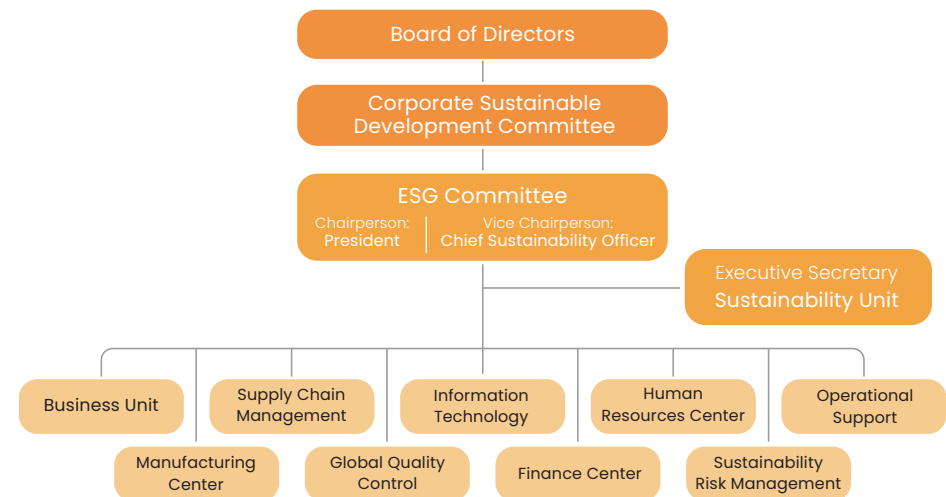 Board of Directors
Corporate Sustainable
Development Committee
ESG Committee
Chairperson:
President
Vice Chairperson:
Chief Sustainability Officer
Executive Secretary
Sustainability Unit
Business Unit
Supply Chain
Management
Information
Technology
Human
Resources Center
Operational
Support
Manufacturing
Center
Global Quality
Control
Finance Center
Sustainability
Risk Management